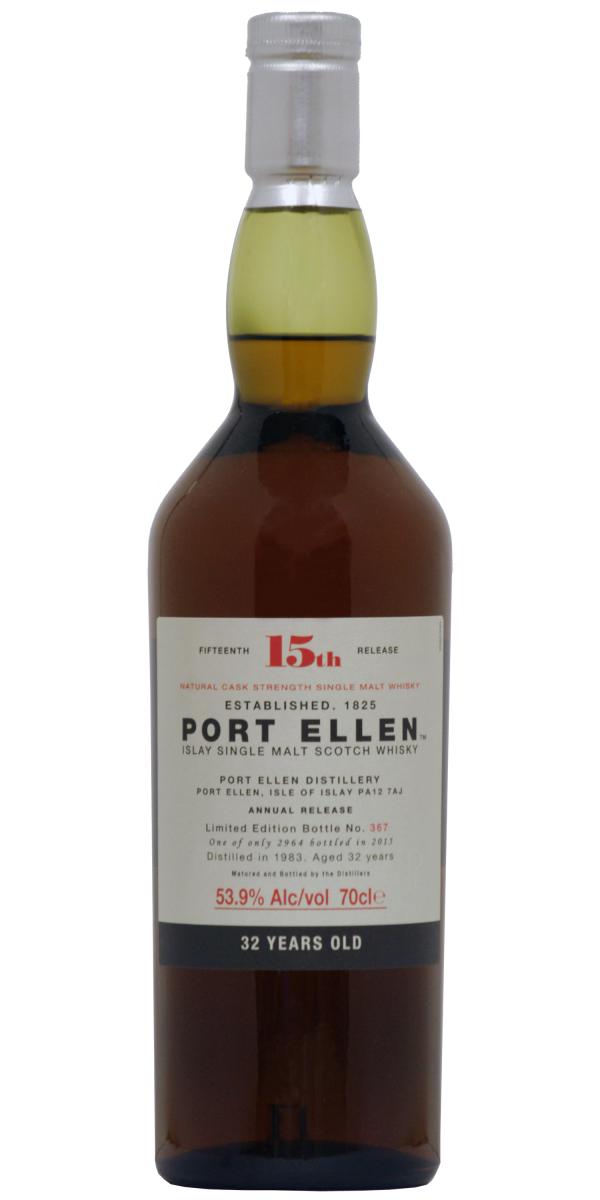 FIFTEENTH 15th RELEASE
NATURAL CASK STRENGTH SINGLE MALT WHISKY
ESTABLISHED. 1825
PORT ELLEN™
ISLAY SINGLE MALT SCOTCH WHISKY
PORT ELLEN DISTILLERY
PORT ELLEN, ISLE OF ISLAY PA12 7AJ
ANNUAL RELEASE
Limited Edition Bottle No. 367
One of only 2964 bottled in 2015
Distilled in 1983. Aged 32 years
Matured and Bottled by the Distillers
53.9% Alc/vol 70cl℮
32 YEARS OLD